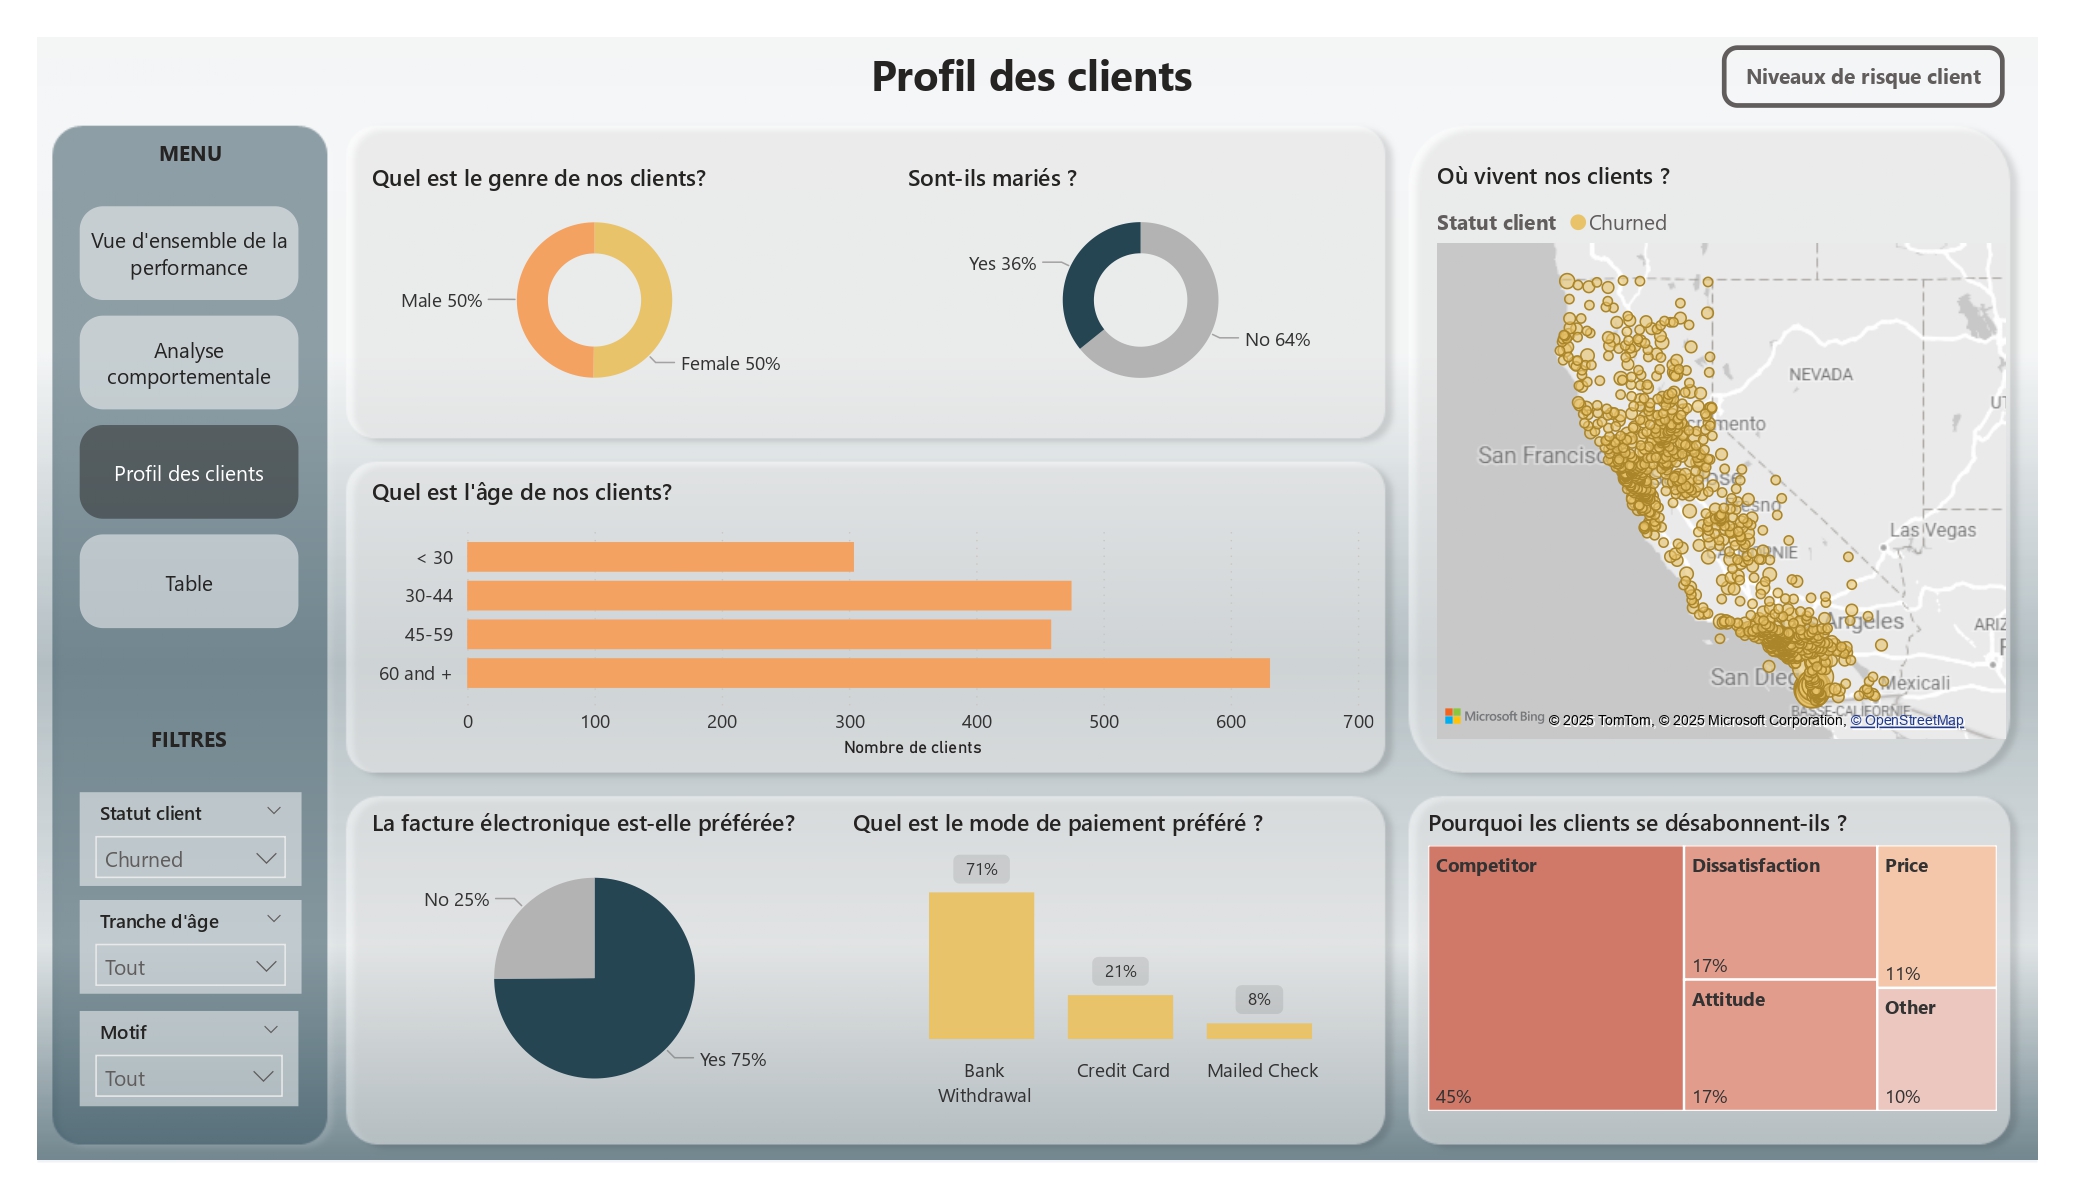 Profil des clients
Niveaux de risque client
MENU
Vue d'ensemble de la
performance
Analyse
comportementale
Profil des clients
Table
FILTRES
Statut client
Churned
Tranche d'âge
Tout
Motif
Tout
Quel est le genre de nos clients?
Male 50%
Female 50%
Sont-ils mariés ?
Yes 36%
No 64%
Quel est l'âge de nos clients?
< 30
30-44
45-59
60 and +
0 100 200 300 400 500 600 700
Nombre de clients
La facture électronique est-elle préférée?
No 25%
Yes 75%
Quel est le mode de paiement préféré ?
71%
21%
8%
Bank
Withdrawal
Credit Card
Mailed Check
Où vivent nos clients ?
Statut client Churned
NEVADA
San Francisc
Las Vegas
Angeles
ARIZ
San Dieg
Mexicali
BASSE-CALIFORNIE
Microsoft Bing © 2025 TomTom, © 2025 Microsoft Corporation, © OpenStreetMap
Pourquoi les clients se désabonnent-ils ?
Competitor
45%
Dissatisfaction
17%
Attitude
17%
Price
11%
Other
10%